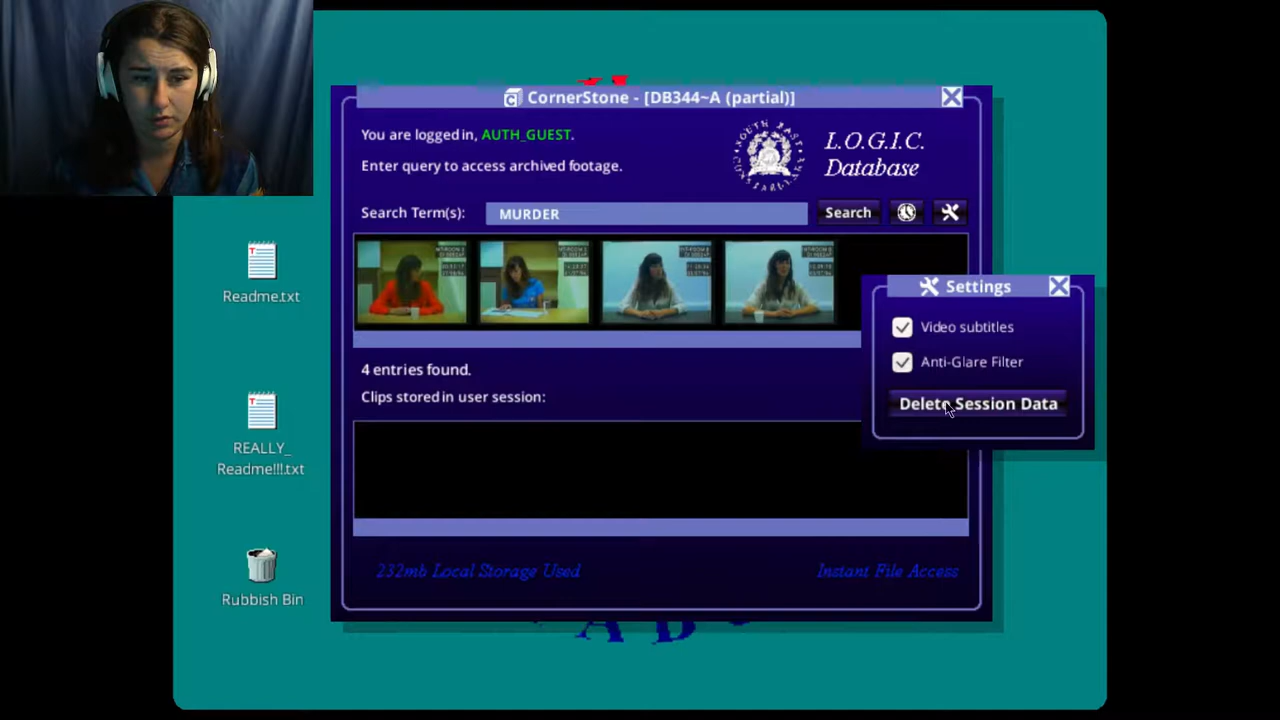 CornerStone - [DB344~A (partial)]
You are logged in, AUTH_GUEST.
Enter query to access archived footage.
L.O.G.I.C.
Database
SOUTH EAST
Search Term(s):
MURDER
Search
4 entries found.
Clips stored in user session:
232mb Local Storage Used
Instant File Access
Settings
Video subtitles
Anti-Glare Filter
Delete Session Data
Readme.txt
REALLY_
Readme!!!.txt
Rubbish Bin